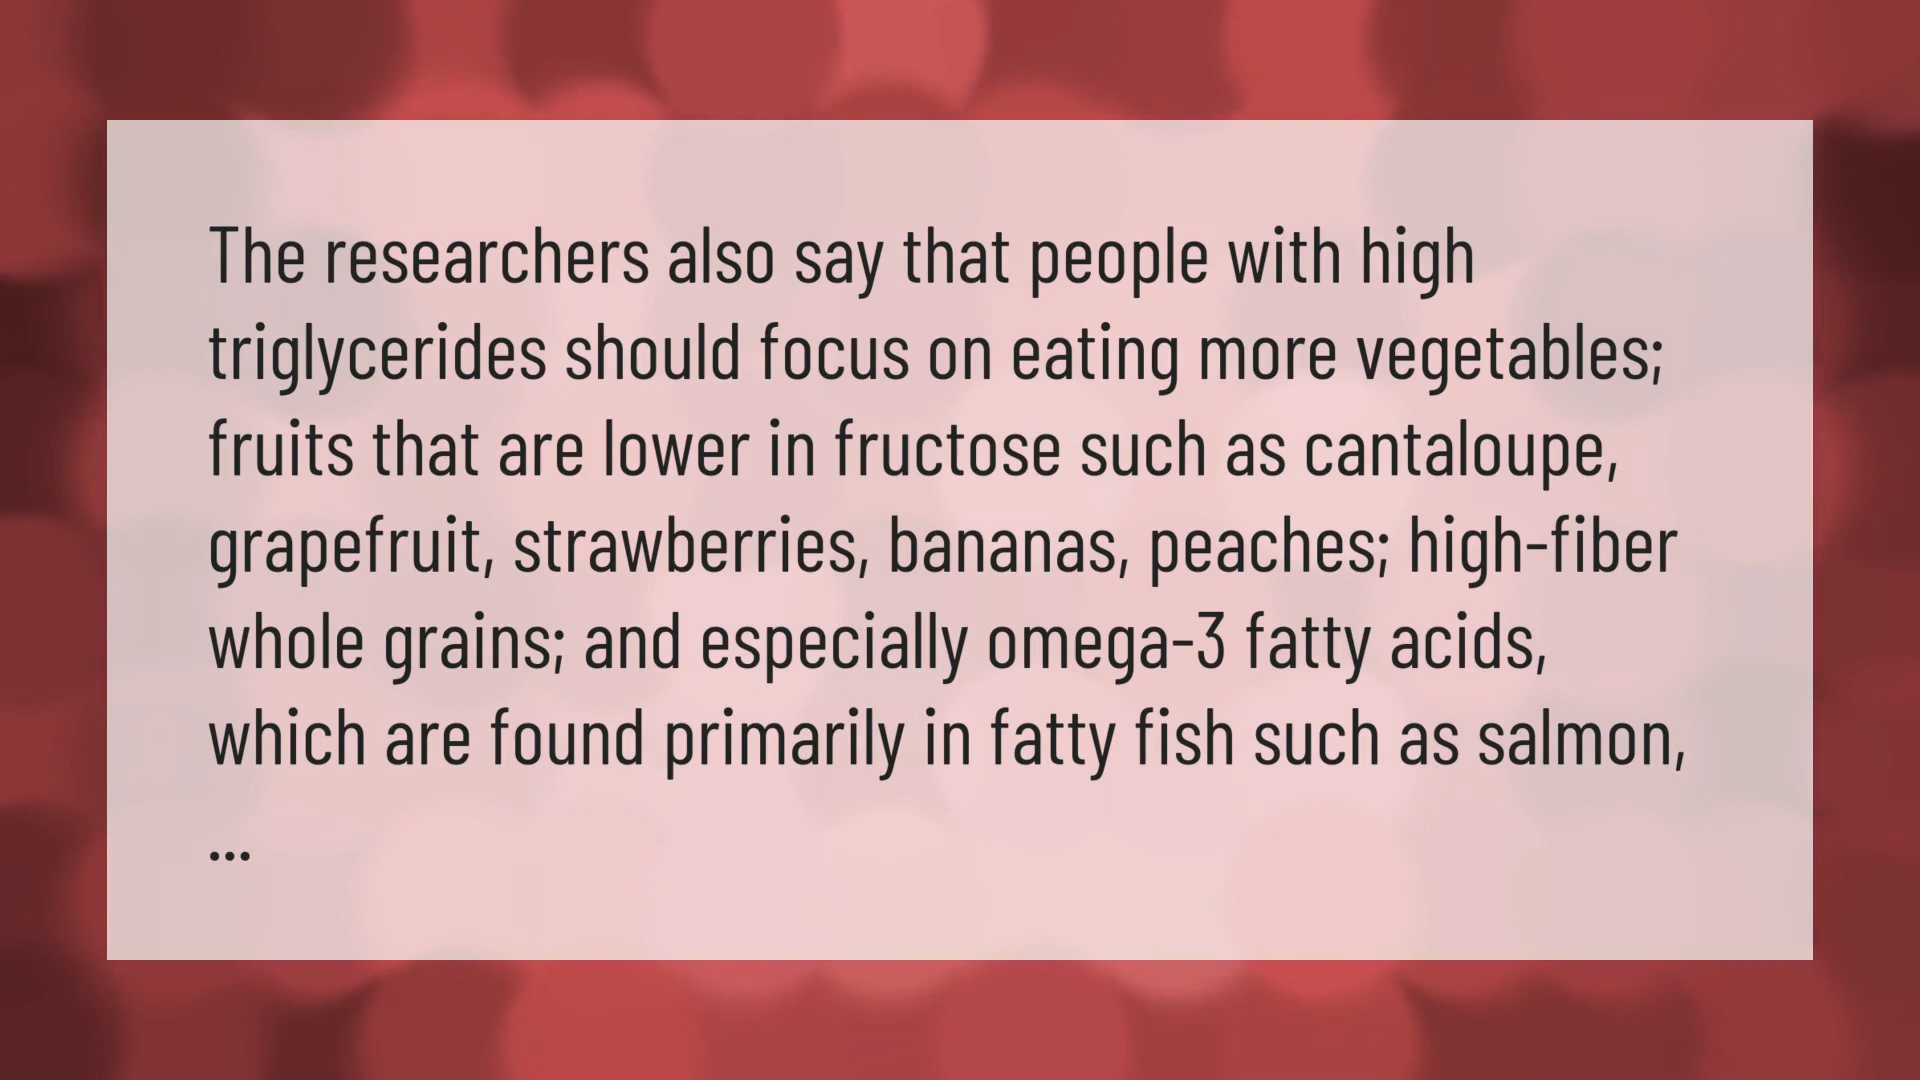 The researchers also say that people with high
triglycerides should focus on eating more vegetables;
fruits that are lower in fructose such as cantaloupe,
grapefruit, strawberries, bananas, peaches; high-fiber
whole grains; and especially omega-3 fatty acids,
which are found primarily in fatty fish such as salmon,
...